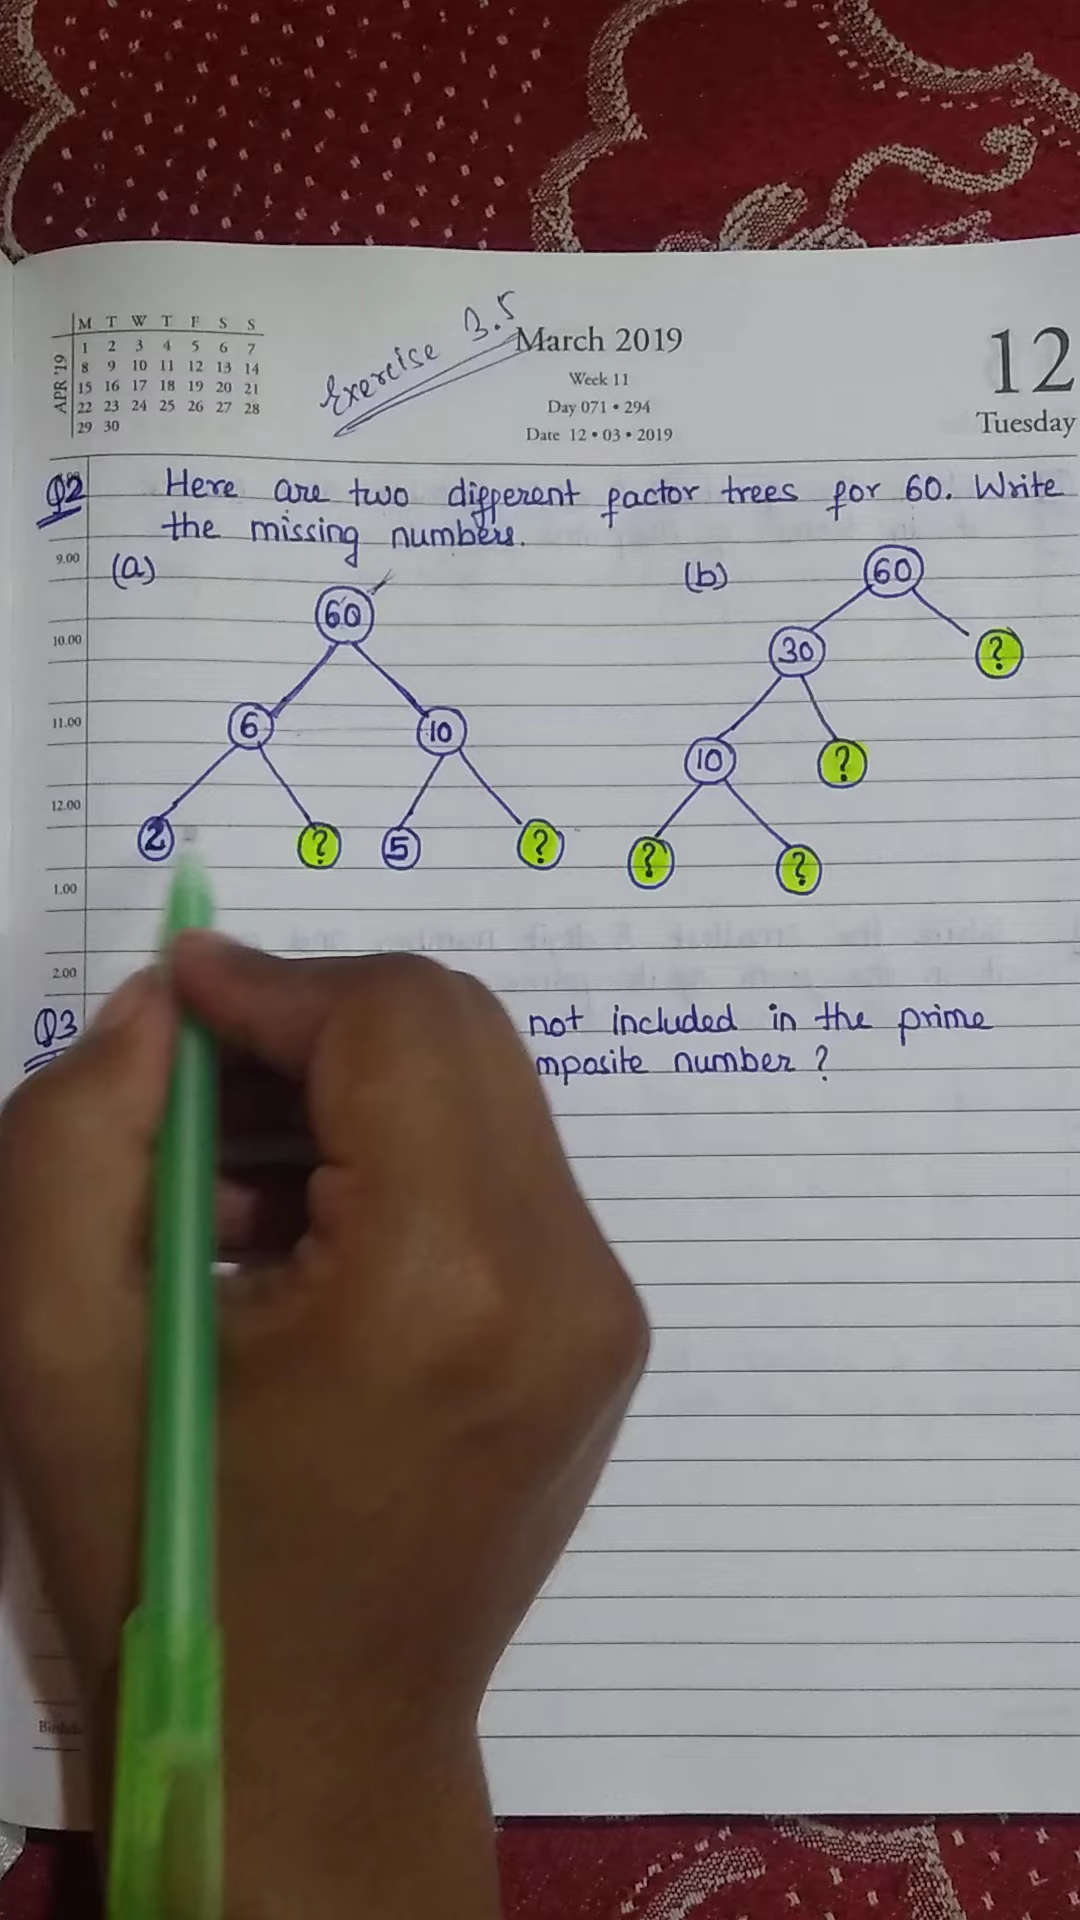 M T W T F S S
APR '19
1 2 3 4 5 6 7
8 9 10 11 12 13 14
15 16 17 18 19 20 21
22 23 24 25 26 27 28
29 30
Exercise 3.5
March 2019
Week 11
Day 071 • 294
Date 12 • 03 • 2019
12
Tuesday
Q2 Here are two different factor trees for 60. Write
the missing numbers.
9.00
(a) (b)
60 60
10.00
30 ?
11.00
6 10
10 ?
12.00
2 ? 5 ?
? ?
1.00
2.00
Q3 not included in the prime
mposite number ?